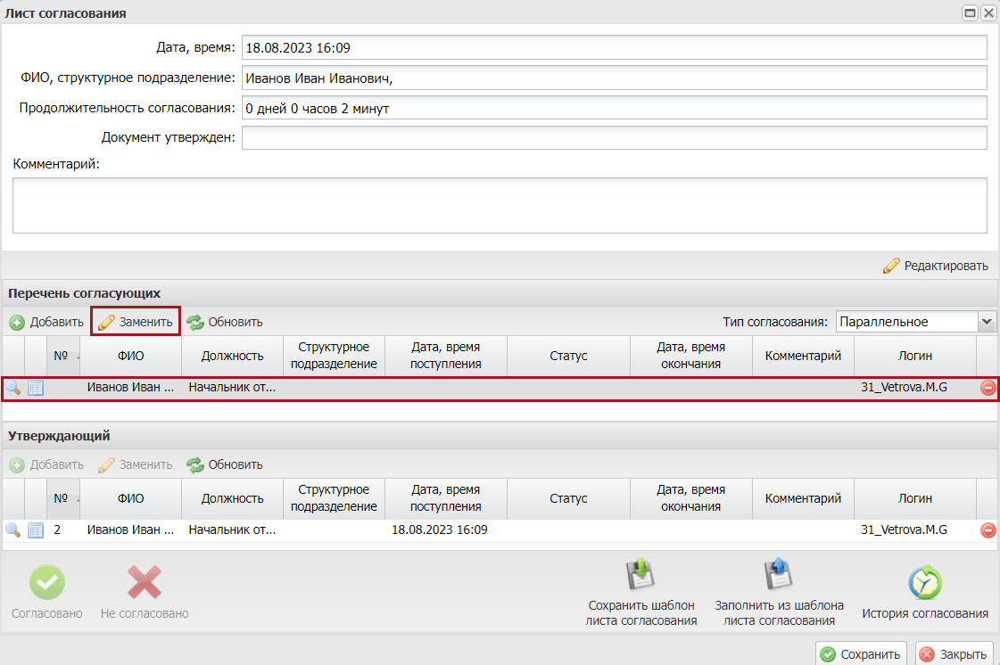 Лист согласования
Дата, время: 18.08.2023 16:09
ФИО, структурное подразделение: Иванов Иван Иванович,
Продолжительность согласования: 0 дней 0 часов 2 минут
Документ утвержден:
Комментарий:
Редактировать
Перечень согласующих
Добавить Заменить Обновить Тип согласования: Параллельное
№ ФИО Должность Структурное подразделение Дата, время поступления Статус Дата, время окончания Комментарий Логин
Иванов Иван ... Начальник от... 31_Vetrova.M.G
Утверждающий
Добавить Заменить Обновить
№ ФИО Должность Структурное подразделение Дата, время поступления Статус Дата, время окончания Комментарий Логин
2 Иванов Иван ... Начальник от... 18.08.2023 16:09 31_Vetrova.M.G
Согласовано Не согласовано Сохранить шаблон листа согласования Заполнить из шаблона листа согласования История согласования
Сохранить Закрыть